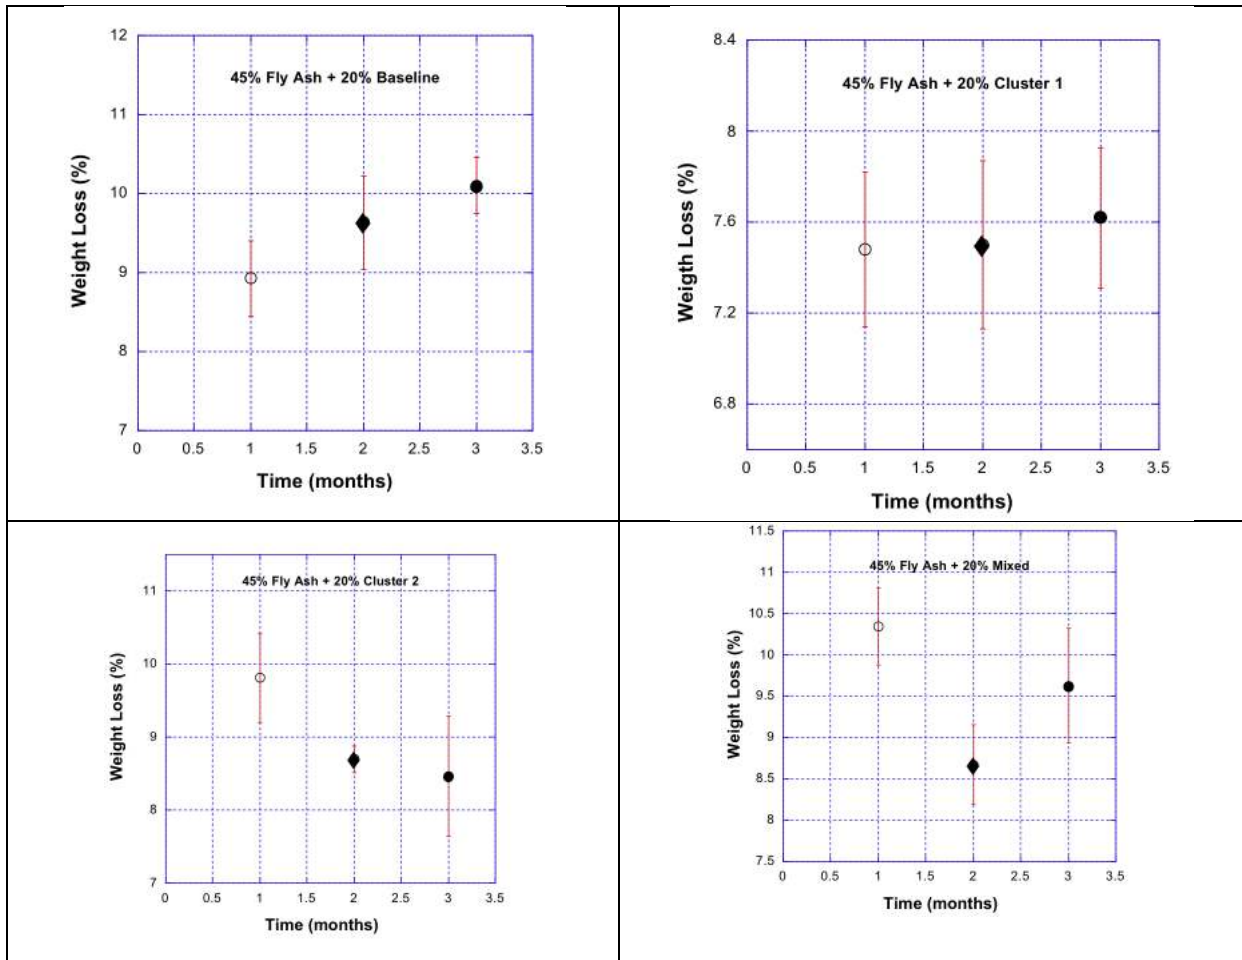 12
45% Fly Ash + 20% Baseline
11
10
9
8
7
Weight Loss (%)
0 0.5 1 1.5 2 2.5 3 3.5
Time (months)
8.4
45% Fly Ash + 20% Cluster 1
8
7.6
7.2
6.8
Weigth Loss (%)
0 0.5 1 1.5 2 2.5 3 3.5
Time (months)
45% Fly Ash + 20% Cluster 2
11
10
9
8
7
Weight Loss (%)
0 0.5 1 1.5 2 2.5 3 3.5
Time (months)
11.5
45% Fly Ash + 20% Mixed
11
10.5
10
9.5
9
8.5
8
7.5
Weight Loss (%)
0 0.5 1 1.5 2 2.5 3 3.5
Time (months)